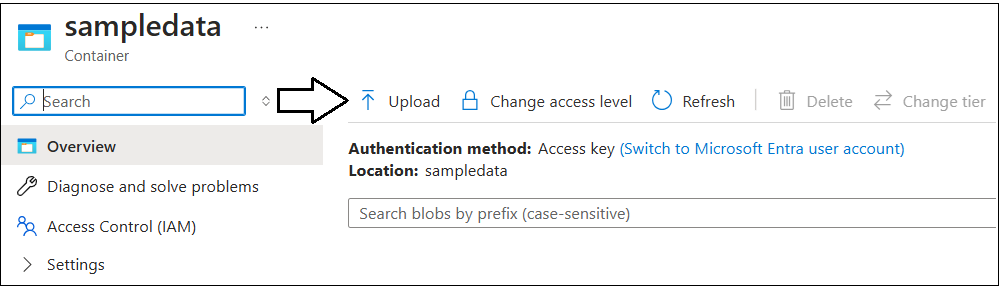 sampledata ...
Container
Search
Upload Change access level Refresh Delete Change tier
Overview
Diagnose and solve problems
Access Control (IAM)
Settings
Authentication method: Access key (Switch to Microsoft Entra user account)
Location: sampledata
Search blobs by prefix (case-sensitive)